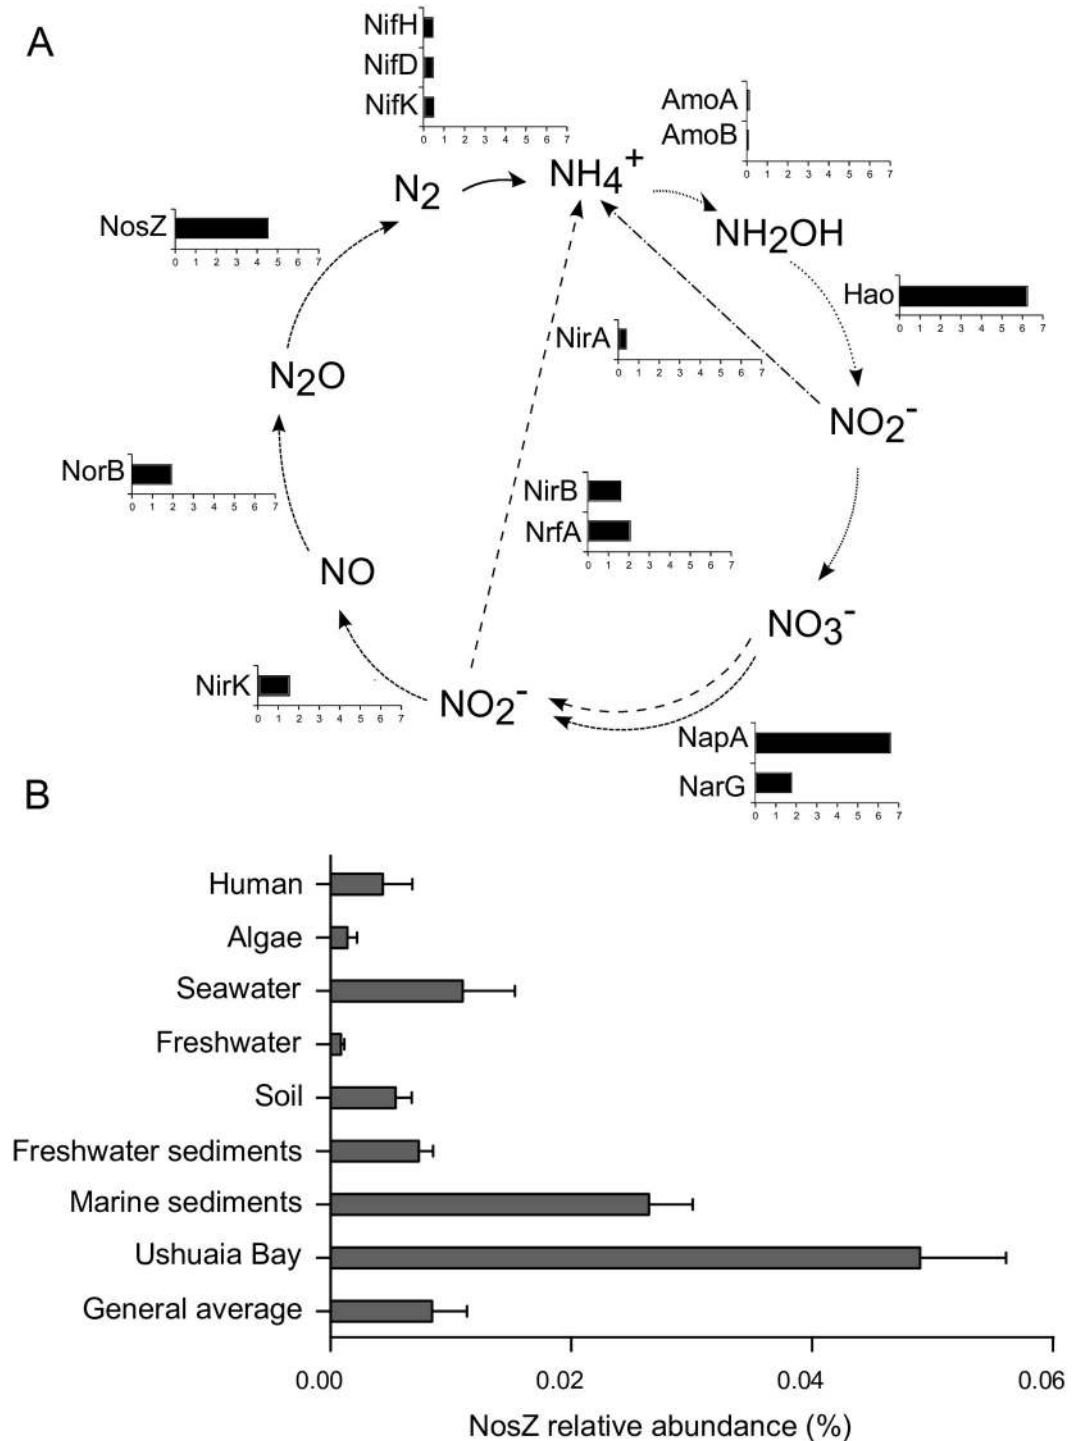 A
NifH
NifD
NifK
0 1 2 3 4 5 6 7
AmoA
AmoB
0 1 2 3 4 5 6 7
N2
NH4+
NH2OH
NosZ
0 1 2 3 4 5 6 7
Hao
0 1 2 3 4 5 6 7
NirA
0 1 2 3 4 5 6 7
N2O
NO2-
NorB
0 1 2 3 4 5 6 7
NirB
NrfA
0 1 2 3 4 5 6 7
NO
NO3-
NirK
0 1 2 3 4 5 6 7
NO2-
NapA
NarG
0 1 2 3 4 5 6 7
B
Human
Algae
Seawater
Freshwater
Soil
Freshwater sediments
Marine sediments
Ushuaia Bay
General average
0.00 0.02 0.04 0.06
NosZ relative abundance (%)